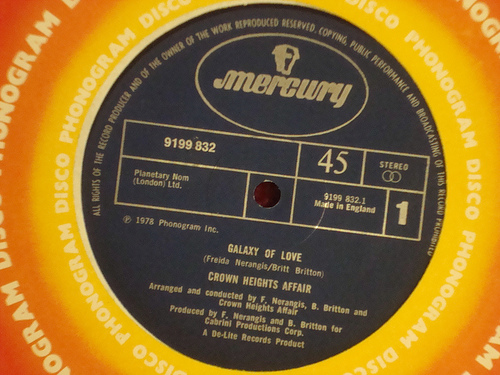 ALL RIGHTS OF THE RECORD PRODUCER AND OF THE OWNER OF THE WORK REPRODUCED RESERVED. COPYING, PUBLIC PERFORMANCE AND BROADCASTING OF THIS RECORD PROHIBITED
mercury
9199 832
45
STEREO
Planetary Nom
(London) Ltd.
9199 832.1
Made in England
1
℗ 1978 Phonogram Inc.
GALAXY OF LOVE
(Freida Nerangis/Britt Britton)
CROWN HEIGHTS AFFAIR
Arranged and conducted by F. Nerangis, B. Britton and
Crown Heights Affair
Produced by F. Nerangis and B. Britton for
Cabrini Productions Corp.
A De-Lite Records Product
PHONOGRAM DISCO PHONOGRAM DISCO PHONOGRAM DISCO PHONOGRAM DISCO PHONOGRAM